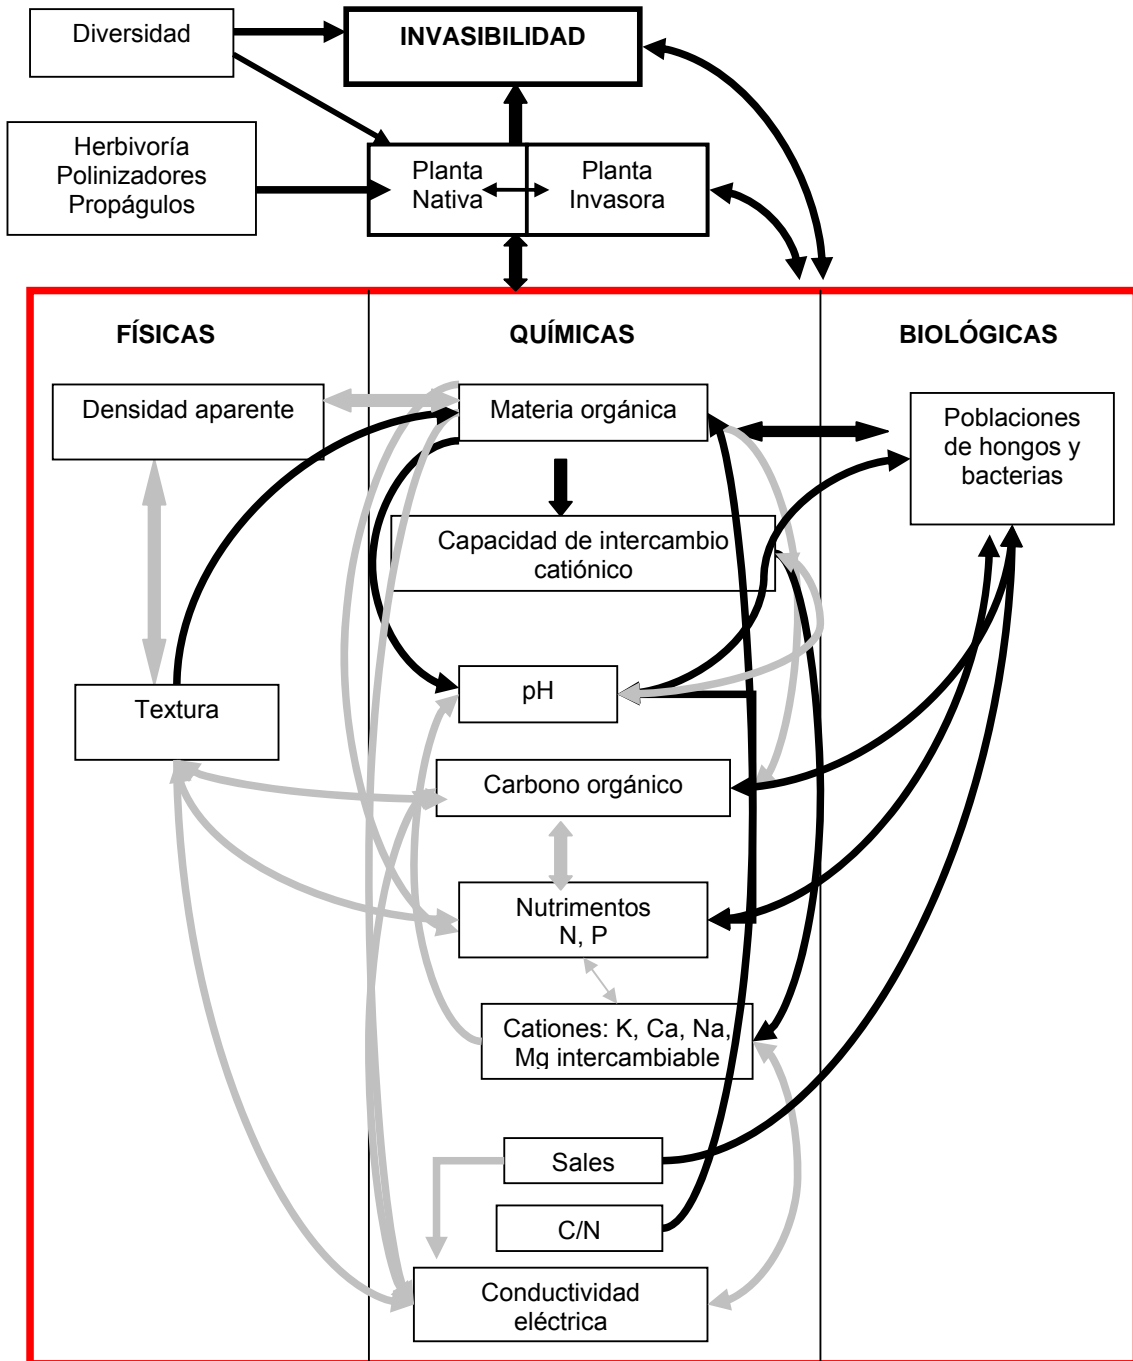 Diversidad
INVASIBILIDAD
Herbivoría
Polinizadores
Propágulos
Planta
Nativa
Planta
Invasora
FÍSICAS
QUÍMICAS
BIOLÓGICAS
Densidad aparente
Materia orgánica
Poblaciones
de hongos y
bacterias
Capacidad de intercambio
catiónico
Textura
pH
Carbono orgánico
Nutrimentos
N, P
Cationes: K, Ca, Na,
Mg intercambiable
Sales
C/N
Conductividad
eléctrica